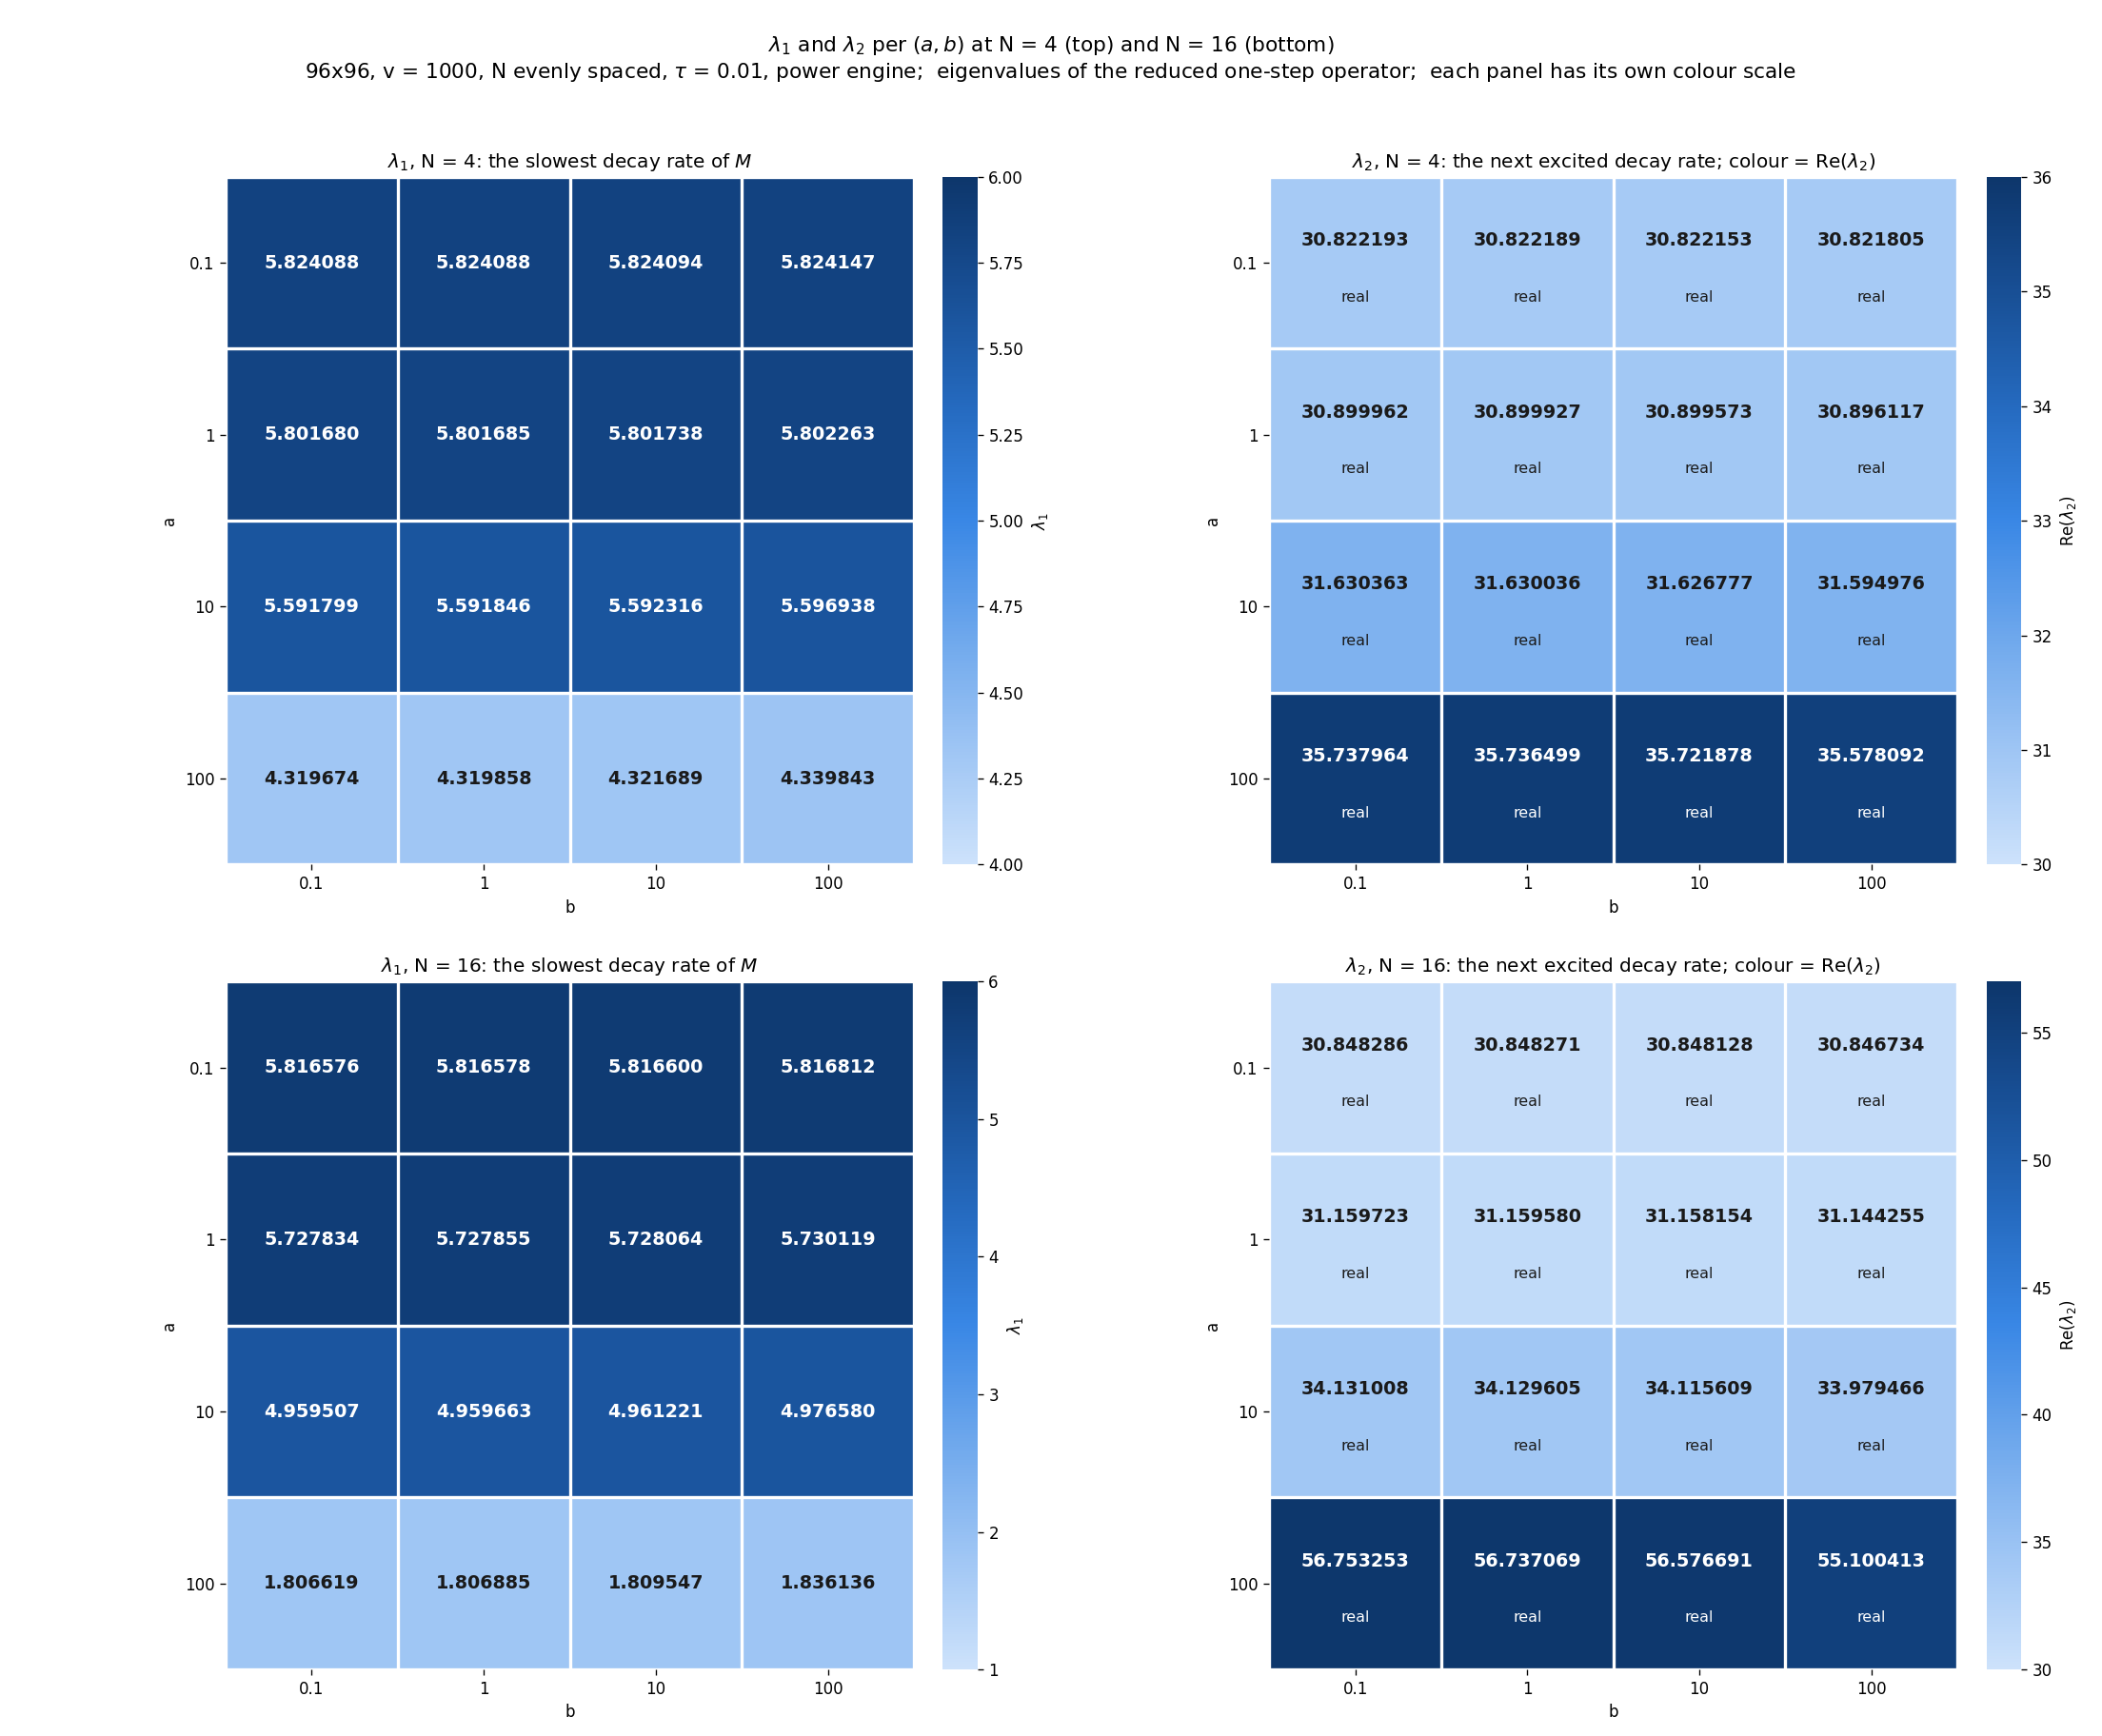 λ₁ and λ₂ per (a, b) at N = 4 (top) and N = 16 (bottom)
96x96, v = 1000, N evenly spaced, τ = 0.01, power engine;  eigenvalues of the reduced one-step operator;  each panel has its own colour scale
λ₁, N = 4: the slowest decay rate of M
0.1
5.824088 5.824088 5.824094 5.824147
1
5.801680 5.801685 5.801738 5.802263
10
5.591799 5.591846 5.592316 5.596938
100
4.319674 4.319858 4.321689 4.339843
a
0.1 1 10 100
b
6.00
5.75
5.50
5.25
5.00
4.75
4.50
4.25
4.00
λ₁
λ₂, N = 4: the next excited decay rate; colour = Re(λ₂)
0.1
30.822193 30.822189 30.822153 30.821805
real real real real
1
30.899962 30.899927 30.899573 30.896117
real real real real
10
31.630363 31.630036 31.626777 31.594976
real real real real
100
35.737964 35.736499 35.721878 35.578092
real real real real
a
0.1 1 10 100
b
36
35
34
33
32
31
30
Re(λ₂)
λ₁, N = 16: the slowest decay rate of M
0.1
5.816576 5.816578 5.816600 5.816812
1
5.727834 5.727855 5.728064 5.730119
10
4.959507 4.959663 4.961221 4.976580
100
1.806619 1.806885 1.809547 1.836136
a
0.1 1 10 100
b
6
5
4
3
2
1
λ₁
λ₂, N = 16: the next excited decay rate; colour = Re(λ₂)
0.1
30.848286 30.848271 30.848128 30.846734
real real real real
1
31.159723 31.159580 31.158154 31.144255
real real real real
10
34.131008 34.129605 34.115609 33.979466
real real real real
100
56.753253 56.737069 56.576691 55.100413
real real real real
a
0.1 1 10 100
b
55
50
45
40
35
30
Re(λ₂)